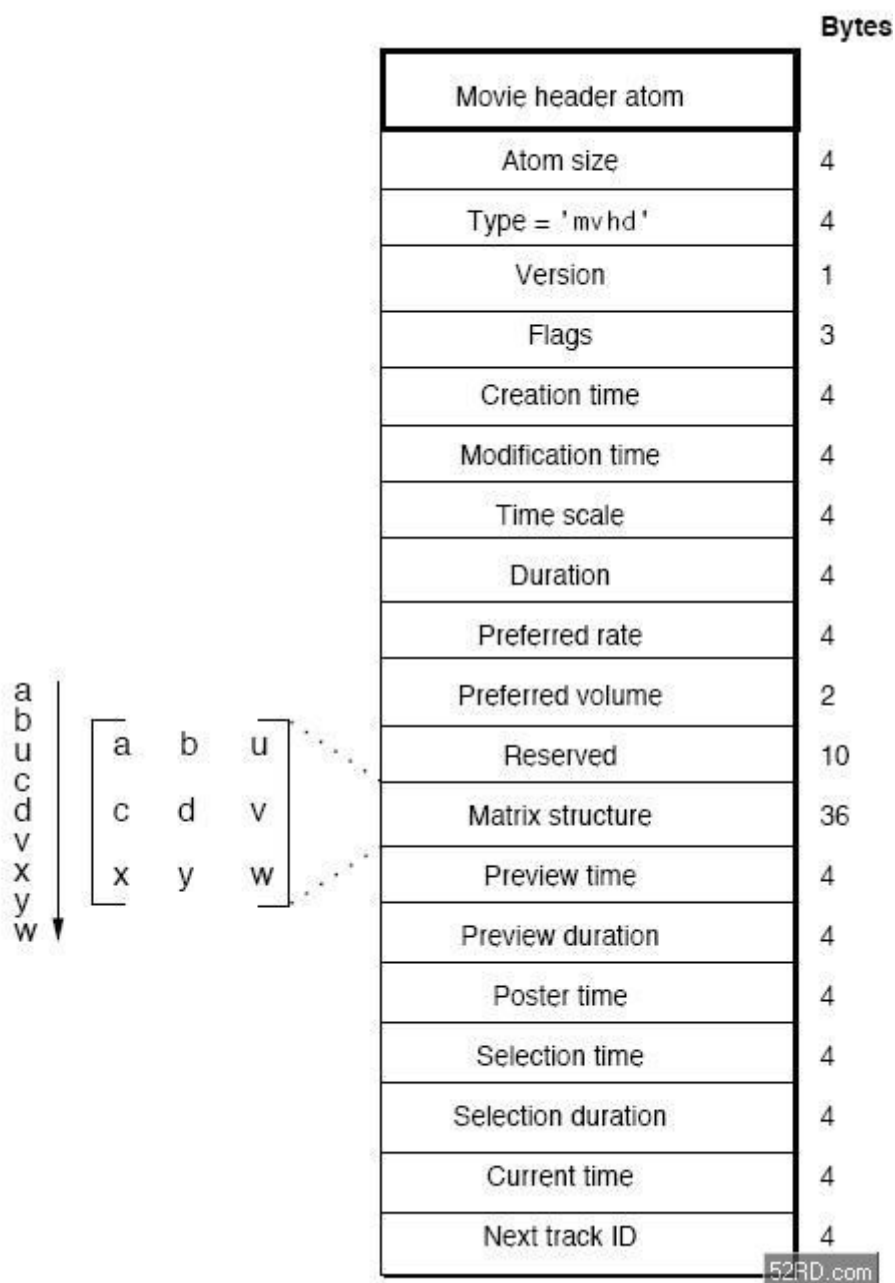 Bytes
Movie header atom
Atom size 4
Type = 'mvhd' 4
Version 1
Flags 3
Creation time 4
Modification time 4
Time scale 4
Duration 4
Preferred rate 4
Preferred volume 2
Reserved 10
Matrix structure 36
Preview time 4
Preview duration 4
Poster time 4
Selection time 4
Selection duration 4
Current time 4
Next track ID 4
a
b
u
c
d
v
x
y
w
a b u
c d v
x y w
52RD.com